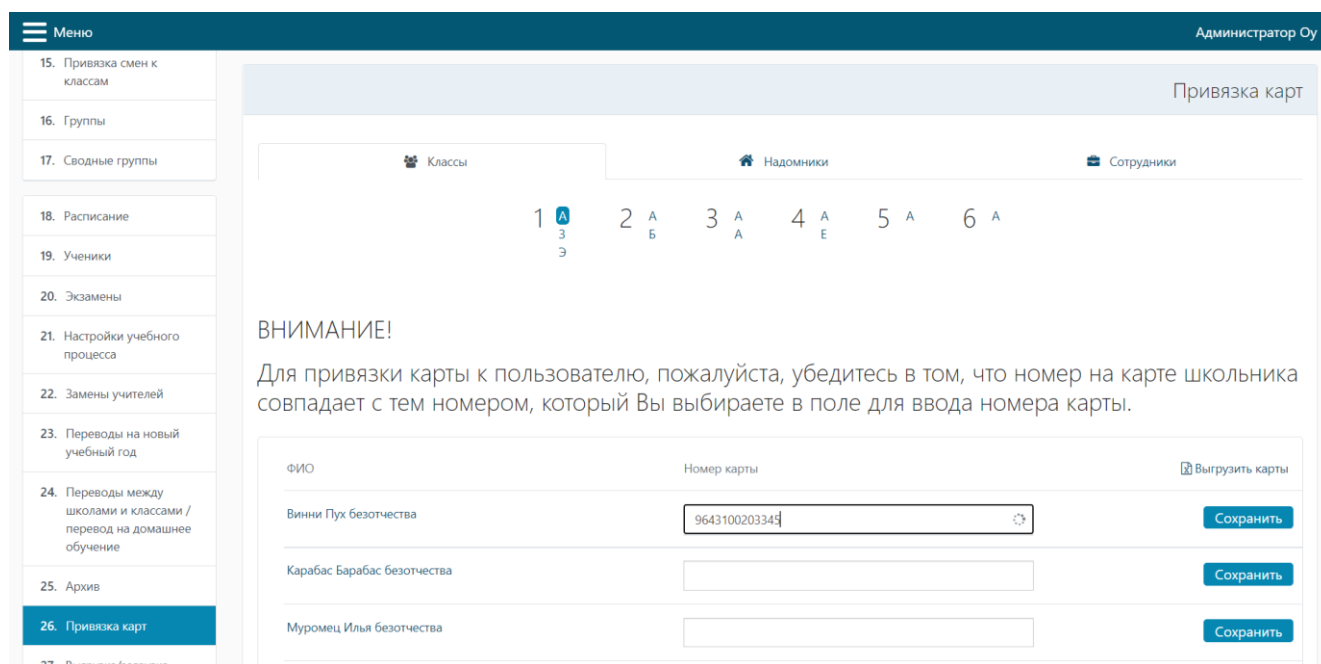 Меню
Администратор Оу
15. Привязка смен к
классам
16. Группы
17. Сводные группы
18. Расписание
19. Ученики
20. Экзамены
21. Настройки учебного
процесса
22. Замены учителей
23. Переводы на новый
учебный год
24. Переводы между
школами и классами /
перевод на домашнее
обучение
25. Архив
26. Привязка карт
Привязка карт
Классы
Надомники
Сотрудники
1 А 2 А 3 А 4 А 5 А 6 А
З Б А Е
Э
ВНИМАНИЕ!
Для привязки карты к пользователю, пожалуйста, убедитесь в том, что номер на карте школьника
совпадает с тем номером, который Вы выбираете в поле для ввода номера карты.
ФИО Номер карты Выгрузить карты
Винни Пух безотчества 9643100203345 Сохранить
Карабас Барабас безотчества Сохранить
Муромец Илья безотчества Сохранить